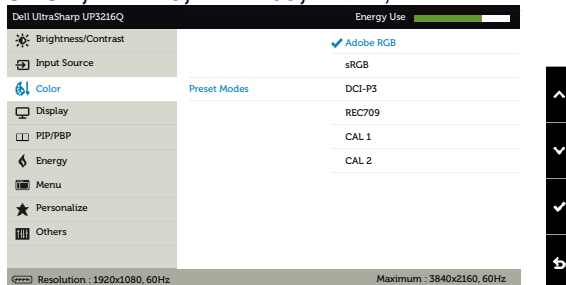 Dell UltraSharp UP3216Q Energy Use
Brightness/Contrast Adobe RGB
Input Source sRGB
Color Preset Modes DCI-P3
Display REC709
PIP/PBP CAL 1
Energy CAL 2
Menu
Personalize
Others
Resolution : 1920x1080, 60Hz Maximum : 3840x2160, 60Hz